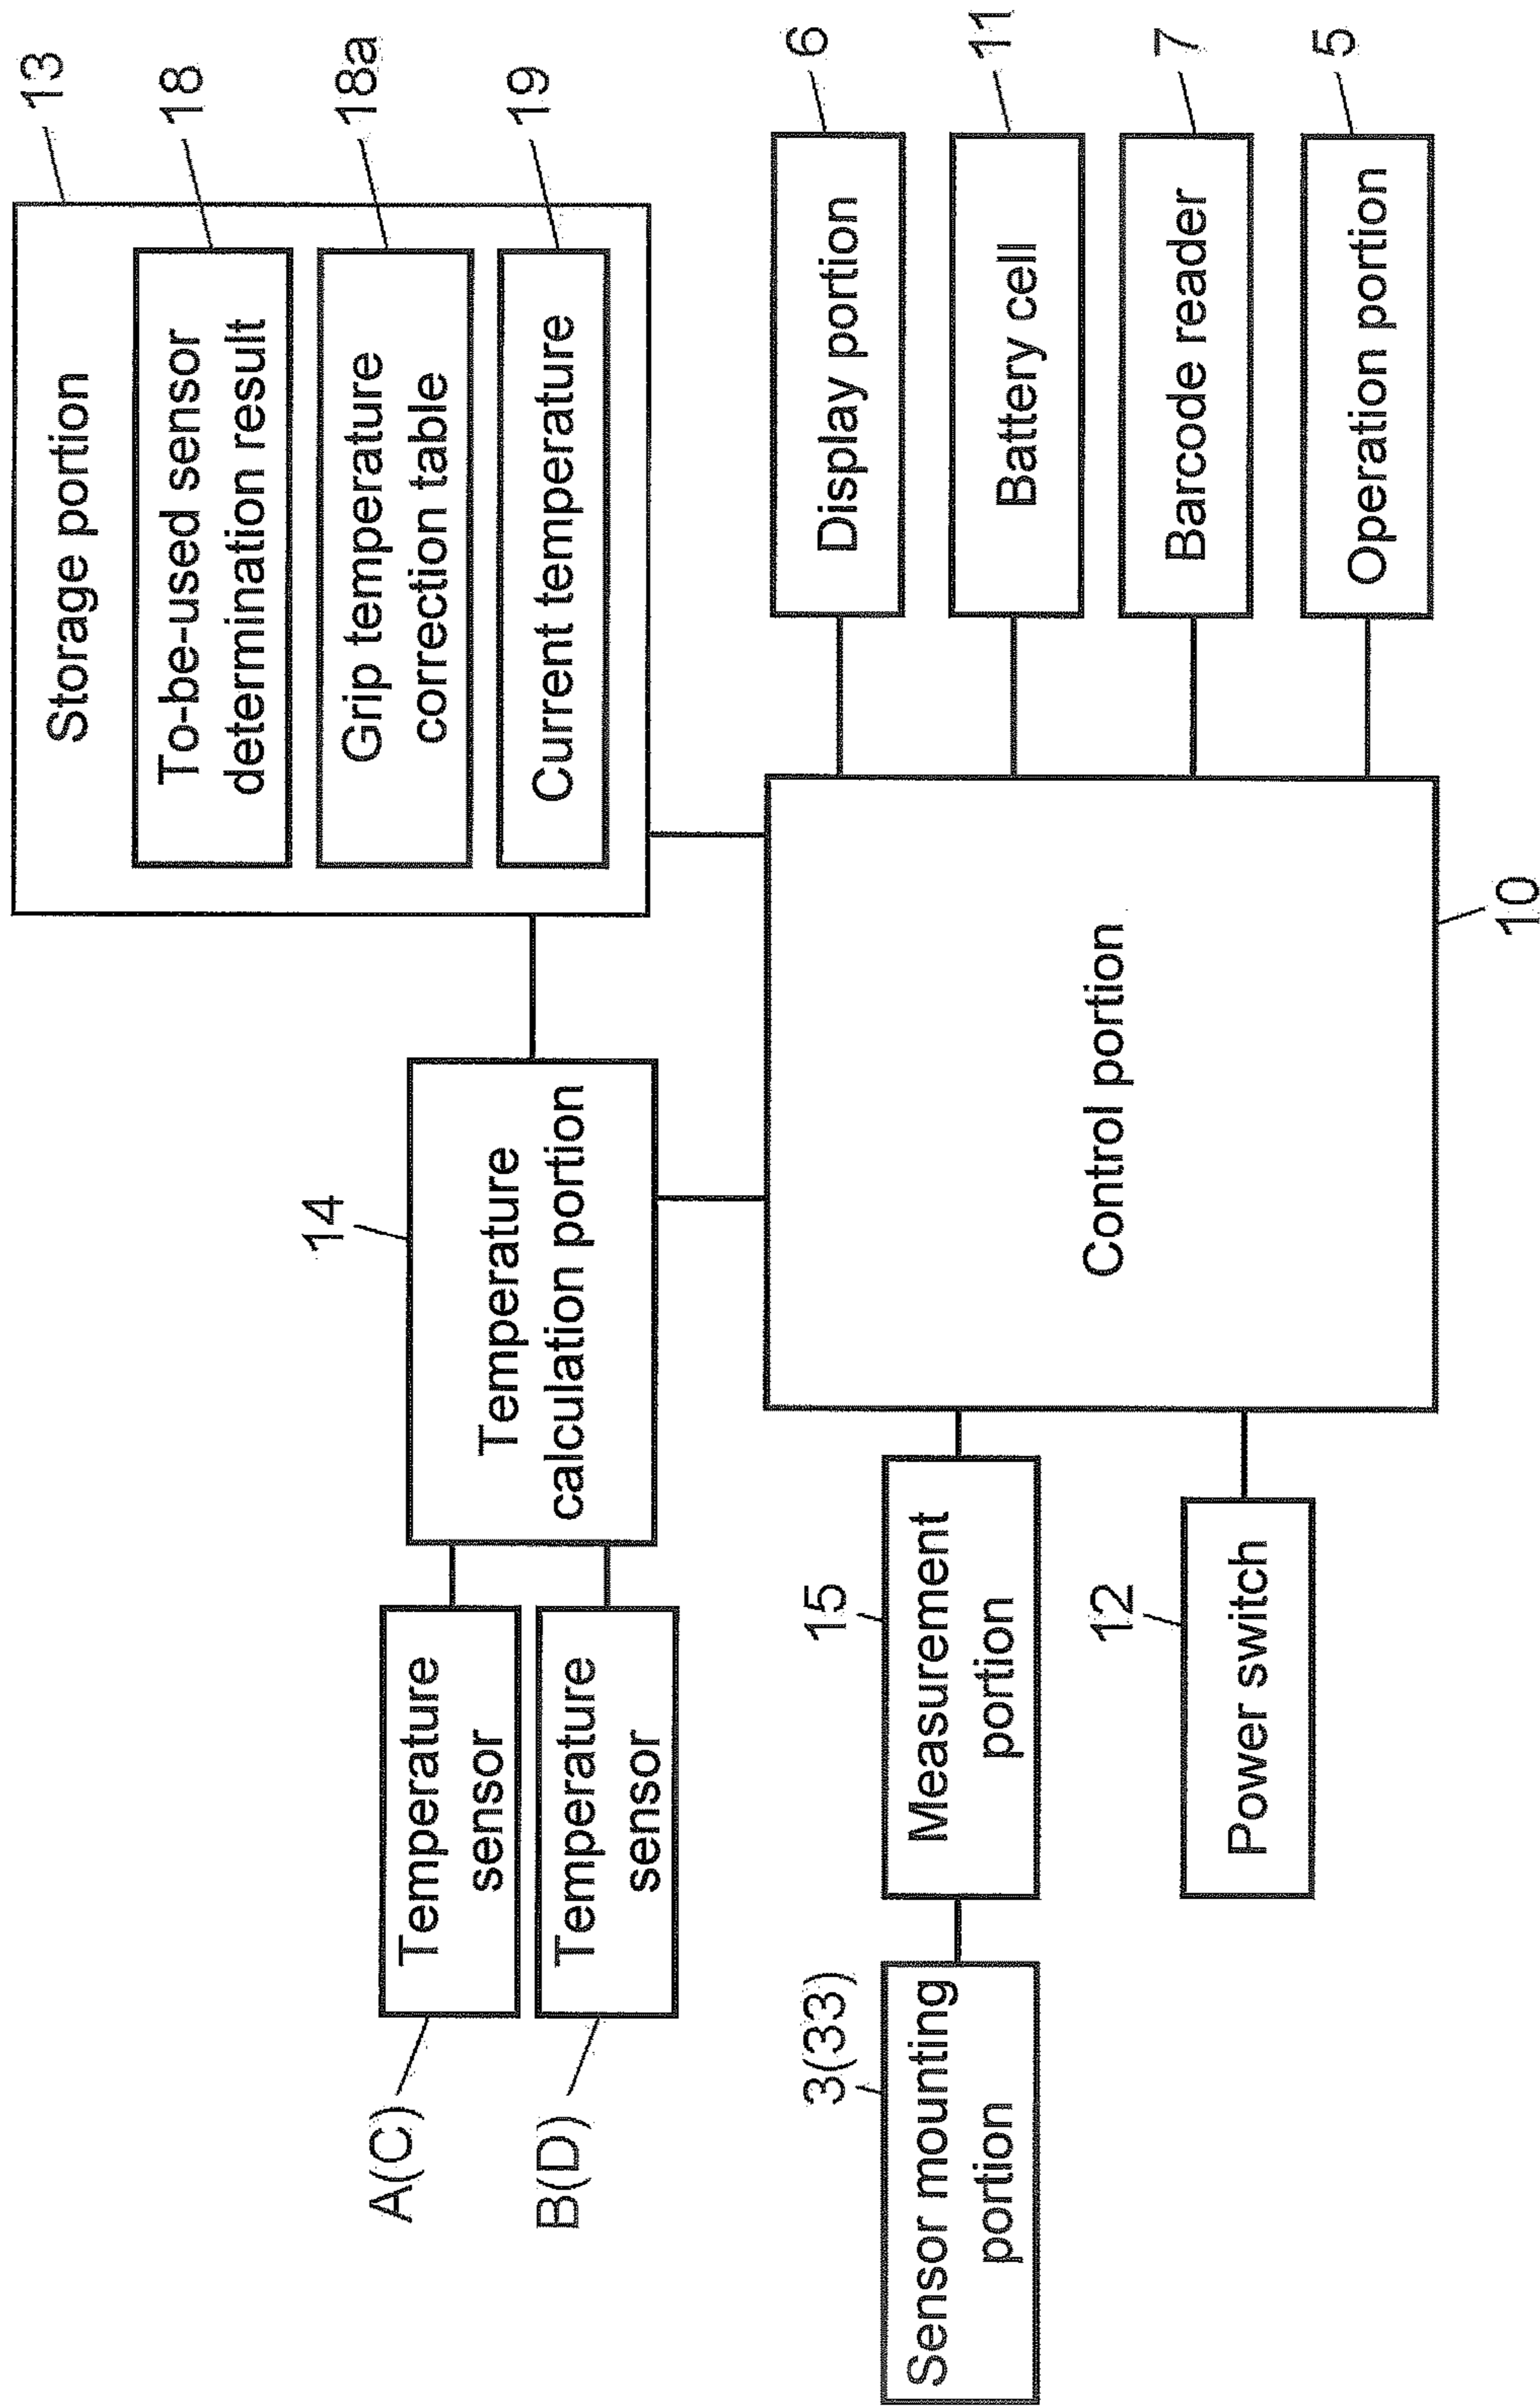 13
Storage portion
18
To-be-used sensor
determination result
18a
Grip temperature
correction table
19
Current temperature
14
Temperature
calculation portion
A(C)
Temperature
sensor
B(D)
Temperature
sensor
6
Display portion
11
Battery cell
7
Barcode reader
5
Operation portion
Control portion
10
15
Measurement
portion
3(33)
Sensor mounting
portion
12
Power switch